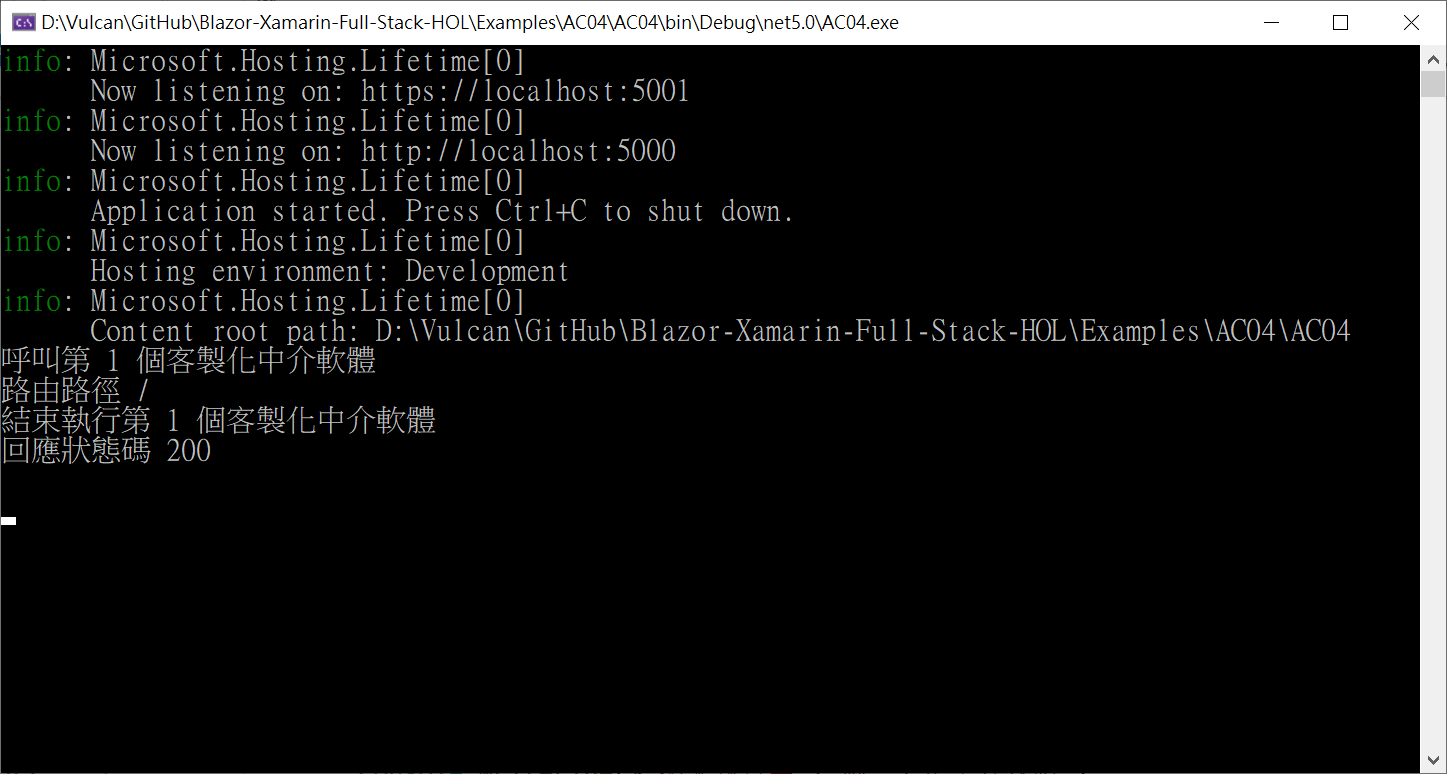 D:\Vulcan\GitHub\Blazor-Xamarin-Full-Stack-HOL\Examples\AC04\AC04\bin\Debug\net5.0\AC04.exe
info: Microsoft.Hosting.Lifetime[0]
Now listening on: https://localhost:5001
info: Microsoft.Hosting.Lifetime[0]
Now listening on: http://localhost:5000
info: Microsoft.Hosting.Lifetime[0]
Application started. Press Ctrl+C to shut down.
info: Microsoft.Hosting.Lifetime[0]
Hosting environment: Development
info: Microsoft.Hosting.Lifetime[0]
Content root path: D:\Vulcan\GitHub\Blazor-Xamarin-Full-Stack-HOL\Examples\AC04\AC04
呼叫第 1 個客製化中介軟體
路由路徑 /
結束執行第 1 個客製化中介軟體
回應狀態碼 200